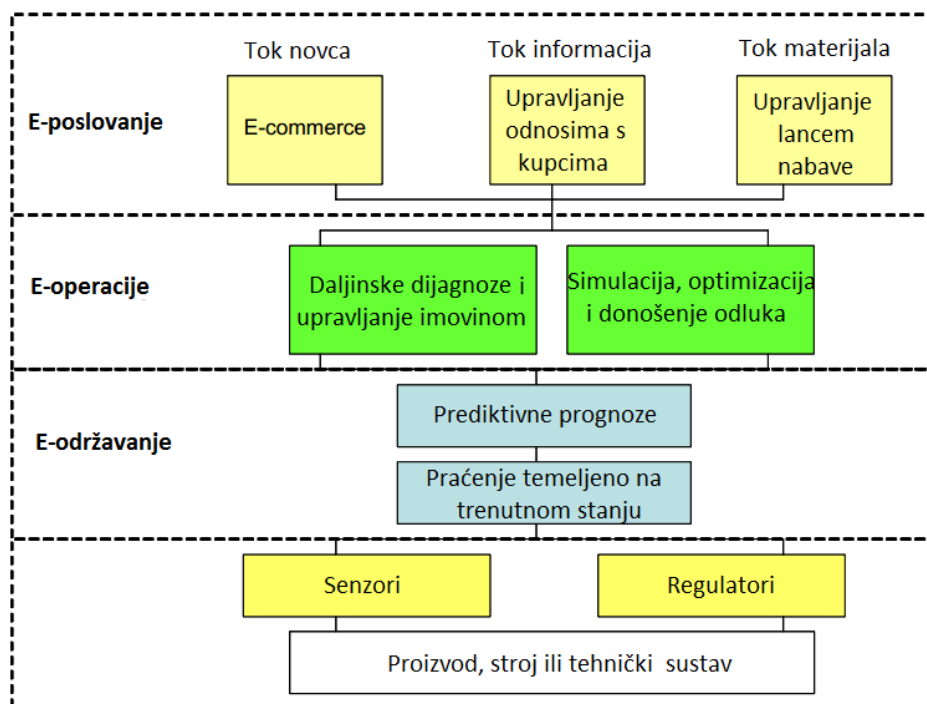 Tok novca
Tok informacija
Tok materijala
E-poslovanje
E-commerce
Upravljanje
odnosima s
kupcima
Upravljanje
lancem
nabave
E-operacije
Daljinske dijagnoze i
upravljanje imovinom
Simulacija, optimizacija
i donošenje odluka
E-održavanje
Prediktivne prognoze
Praćenje temeljeno na
trenutnom stanju
Senzori
Regulatori
Proizvod, stroj ili tehnički sustav